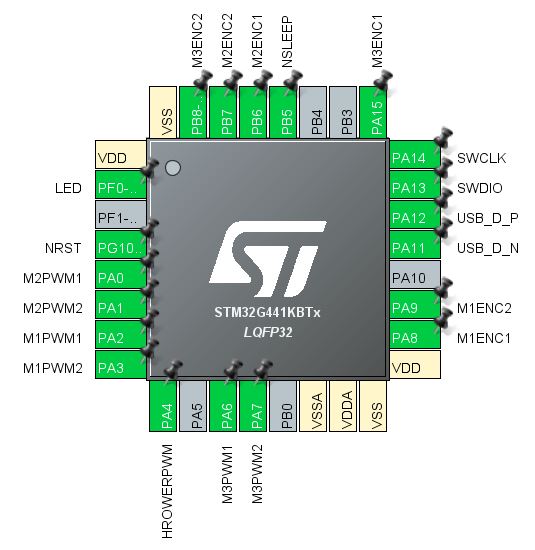 M3ENC2
M2ENC2
M2ENC1
NSLEEP
M3ENC1
VSS
PB8-..
PB7
PB6
PB5
PB4
PB3
PA15
VDD
PA14
SWCLK
LED
PF0-..
PA13
SWDIO
PF1-..
PA12
USB_D_P
NRST
PG10..
PA11
USB_D_N
M2PWM1
PA0
PA10
M2PWM2
PA1
PA9
M1ENC2
M1PWM1
PA2
PA8
M1ENC1
M1PWM2
PA3
VDD
ST
STM32G441KBTx
LQFP32
PA4
PA5
PA6
PA7
PB0
VSSA
VDDA
VSS
HROWERPWM
M3PWM1
M3PWM2